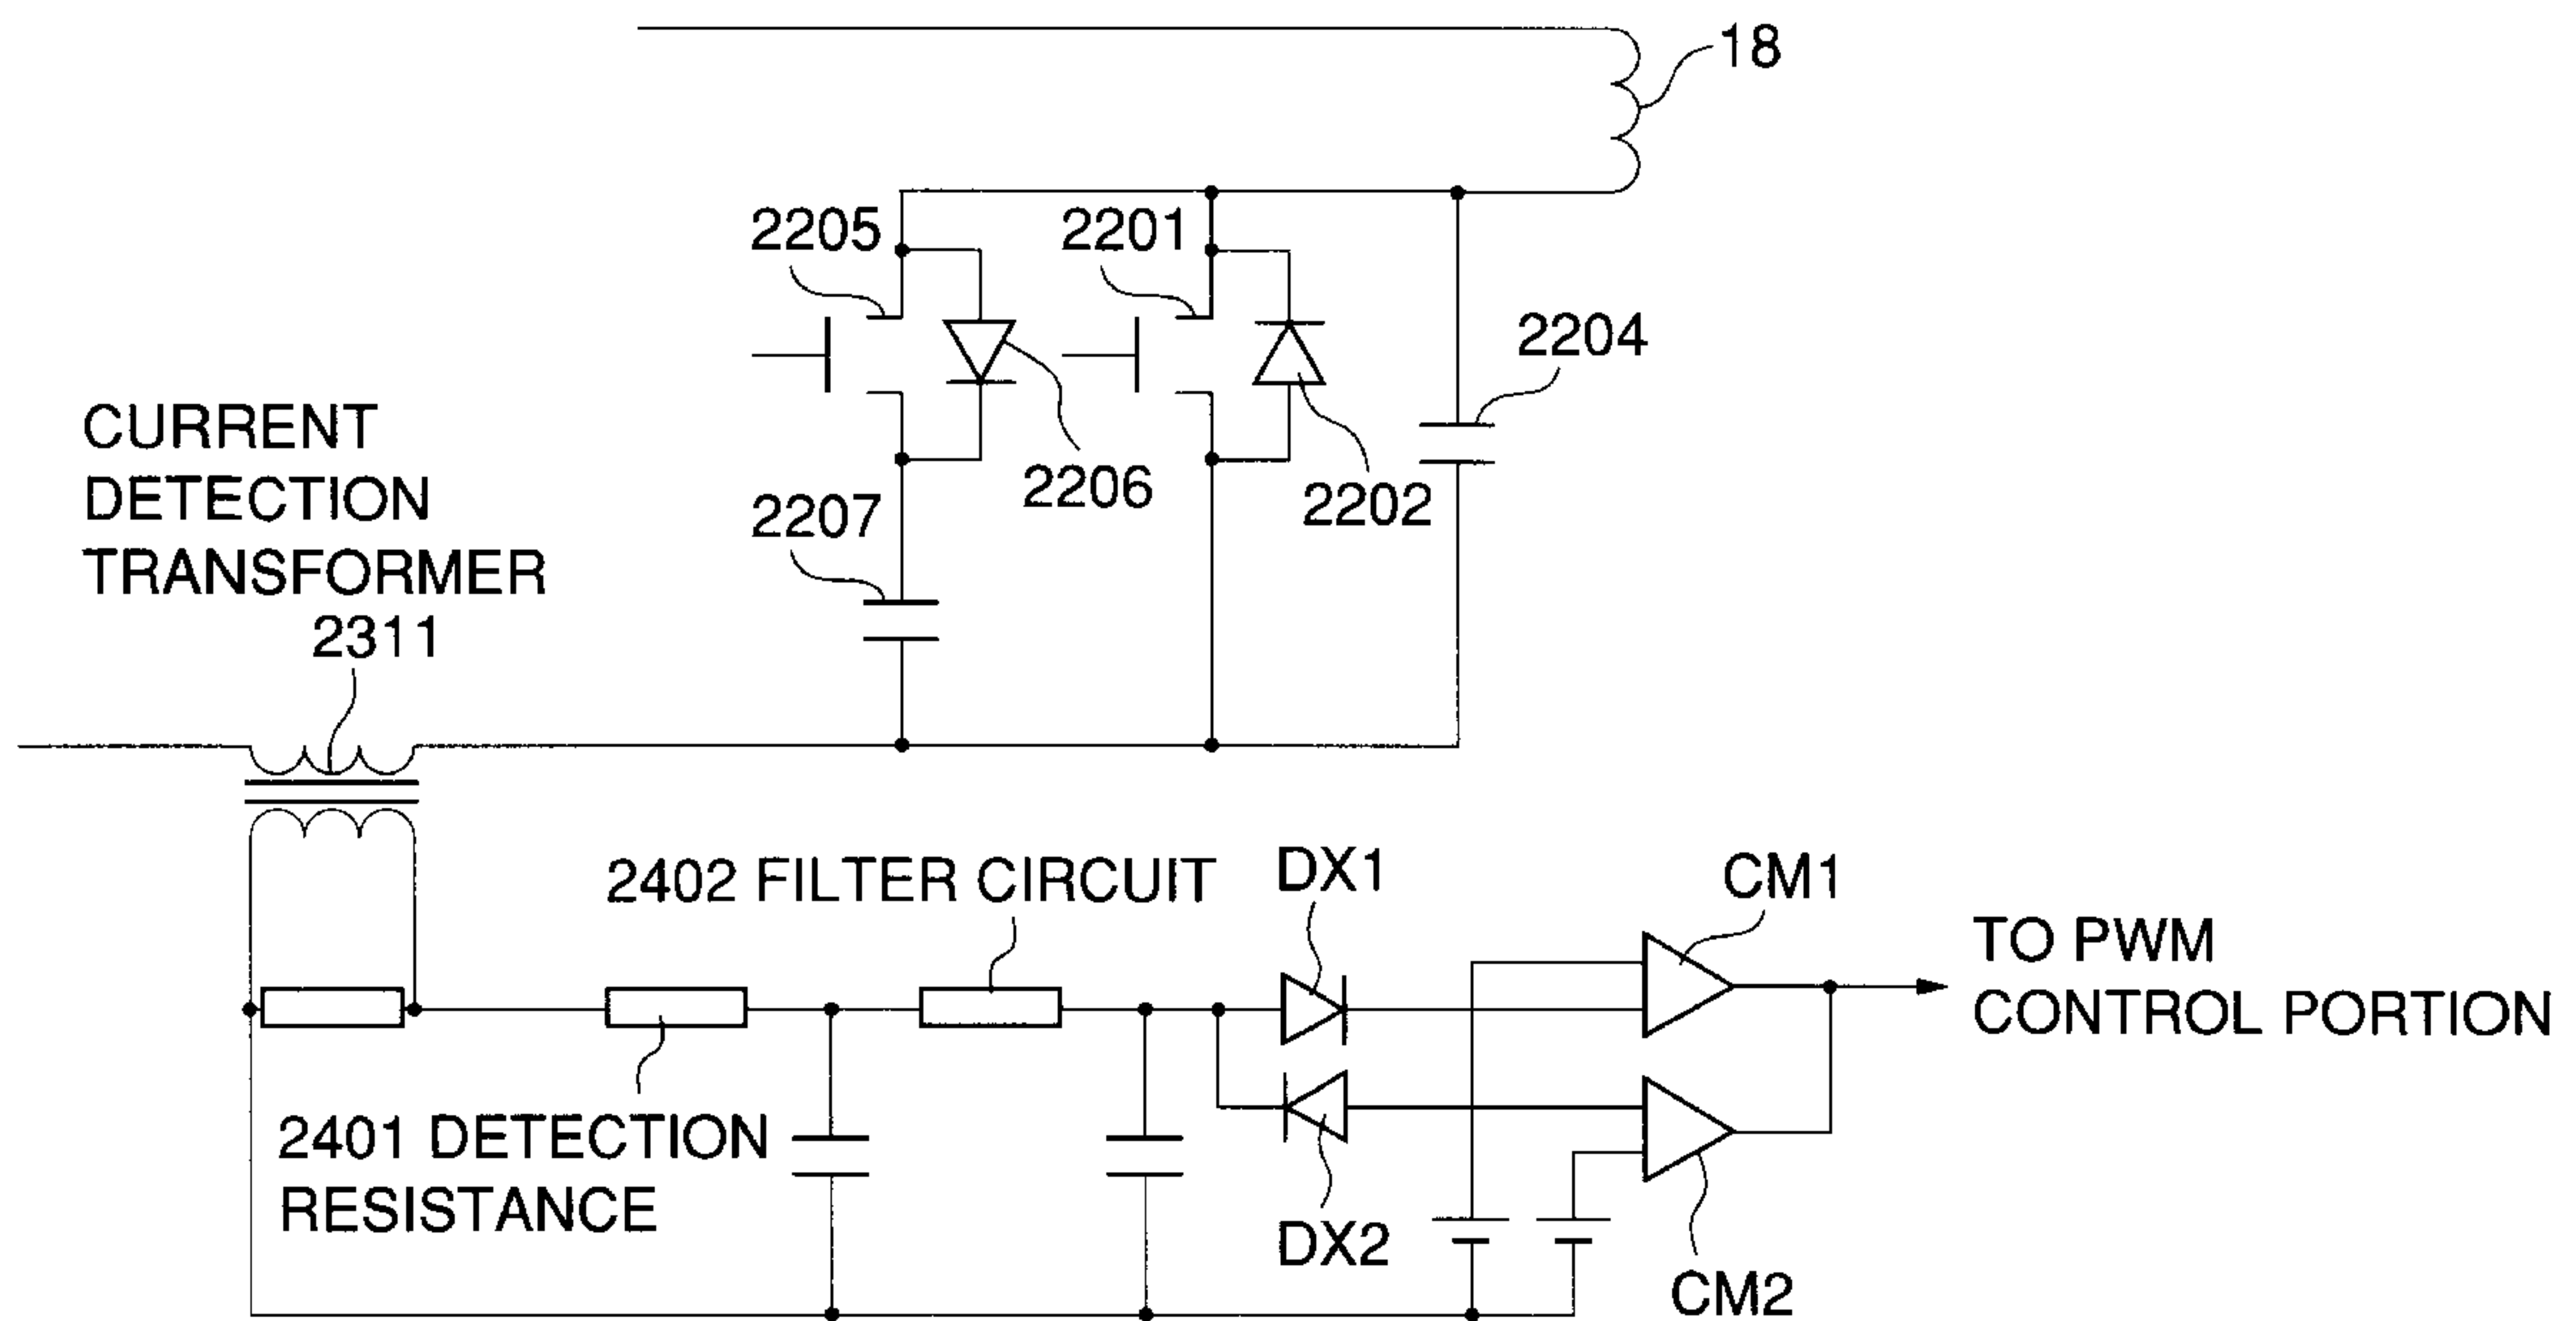 18
2205
2201
2204
CURRENT
DETECTION
TRANSFORMER
2311
2206
2202
2207
2402 FILTER CIRCUIT
DX1
CM1
TO PWM
CONTROL PORTION
2401 DETECTION
RESISTANCE
DX2
CM2